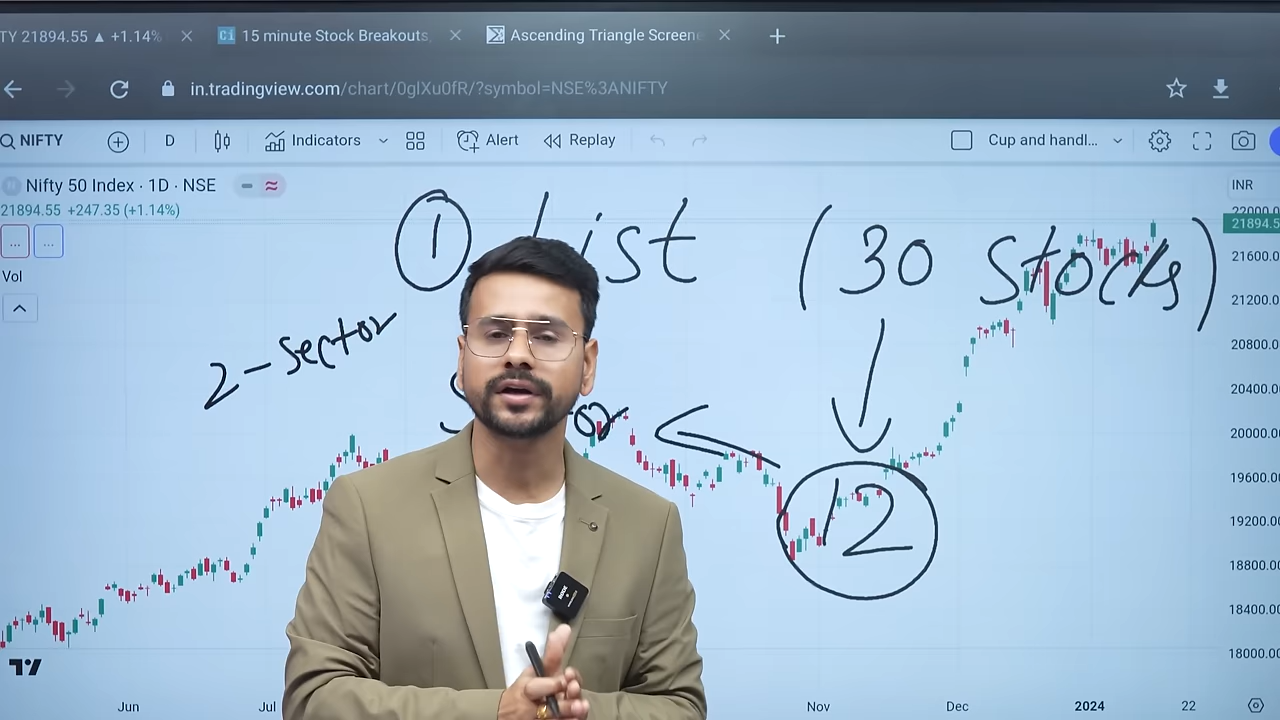 TY 21894.55 ▲ +1.14%
15 minute Stock Breakouts,
Ascending Triangle Screene
in.tradingview.com/chart/0glXu0fR/?symbol=NSE%3ANIFTY
NIFTY
D
Indicators
Alert
Replay
Cup and handl...
Nifty 50 Index · 1D · NSE
INR
21894.55 +247.35 (+1.14%)
Vol
① List (30 Stocks)
2-Sector
12
22000.0
21894.5
21600.0
21200.0
20800.0
20400.0
20000.0
19600.0
19200.0
18800.0
18400.0
18000.0
Jun Jul Nov Dec 2024 22